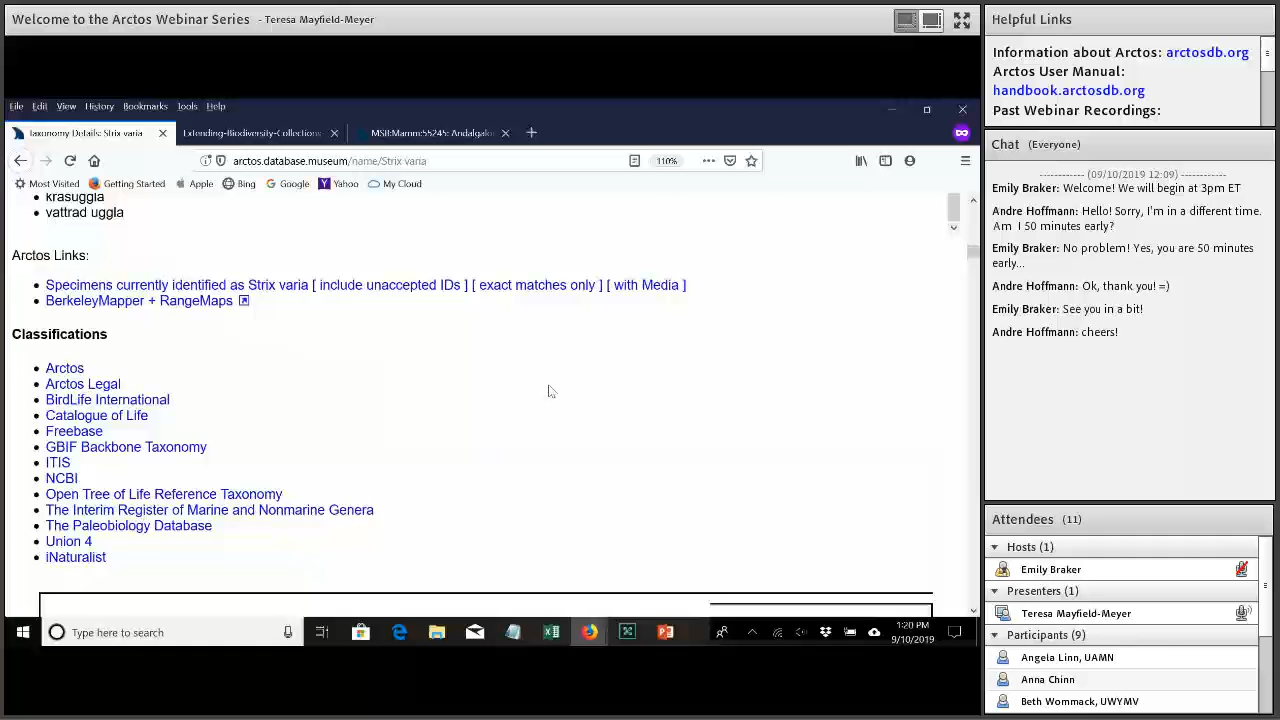 Welcome to the Arctos Webinar Series - Teresa Mayfield-Meyer
File Edit View History Bookmarks Tools Help
Taxonomy Details: Strix varia
Extending-Biodiversity-Collections
MSB:Mamm:55245: Andalgalo
arctos.database.museum/name/Strix varia
110%
Most Visited Getting Started Apple Bing Google Yahoo My Cloud
krasuggla
vattrad uggla
Arctos Links:
Specimens currently identified as Strix varia [ include unaccepted IDs ] [ exact matches only ] [ with Media ]
BerkeleyMapper + RangeMaps
Classifications
Arctos
Arctos Legal
BirdLife International
Catalogue of Life
Freebase
GBIF Backbone Taxonomy
ITIS
NCBI
Open Tree of Life Reference Taxonomy
The Interim Register of Marine and Nonmarine Genera
The Paleobiology Database
Union 4
iNaturalist
Type here to search
1:20 PM
9/10/2019
Helpful Links
Information about Arctos: arctosdb.org
Arctos User Manual:
handbook.arctosdb.org
Past Webinar Recordings:
Chat (Everyone)
------------ (09/10/2019 12:09) ------------
Emily Braker: Welcome! We will begin at 3pm ET
Andre Hoffmann: Hello! Sorry, I'm in a different time.
Am I 50 minutes early?
Emily Braker: No problem! Yes, you are 50 minutes
early...
Andre Hoffmann: Ok, thank you! =)
Emily Braker: See you in a bit!
Andre Hoffmann: cheers!
Attendees (11)
Hosts (1)
Emily Braker
Presenters (1)
Teresa Mayfield-Meyer
Participants (9)
Angela Linn, UAMN
Anna Chinn
Beth Wommack, UWYMV